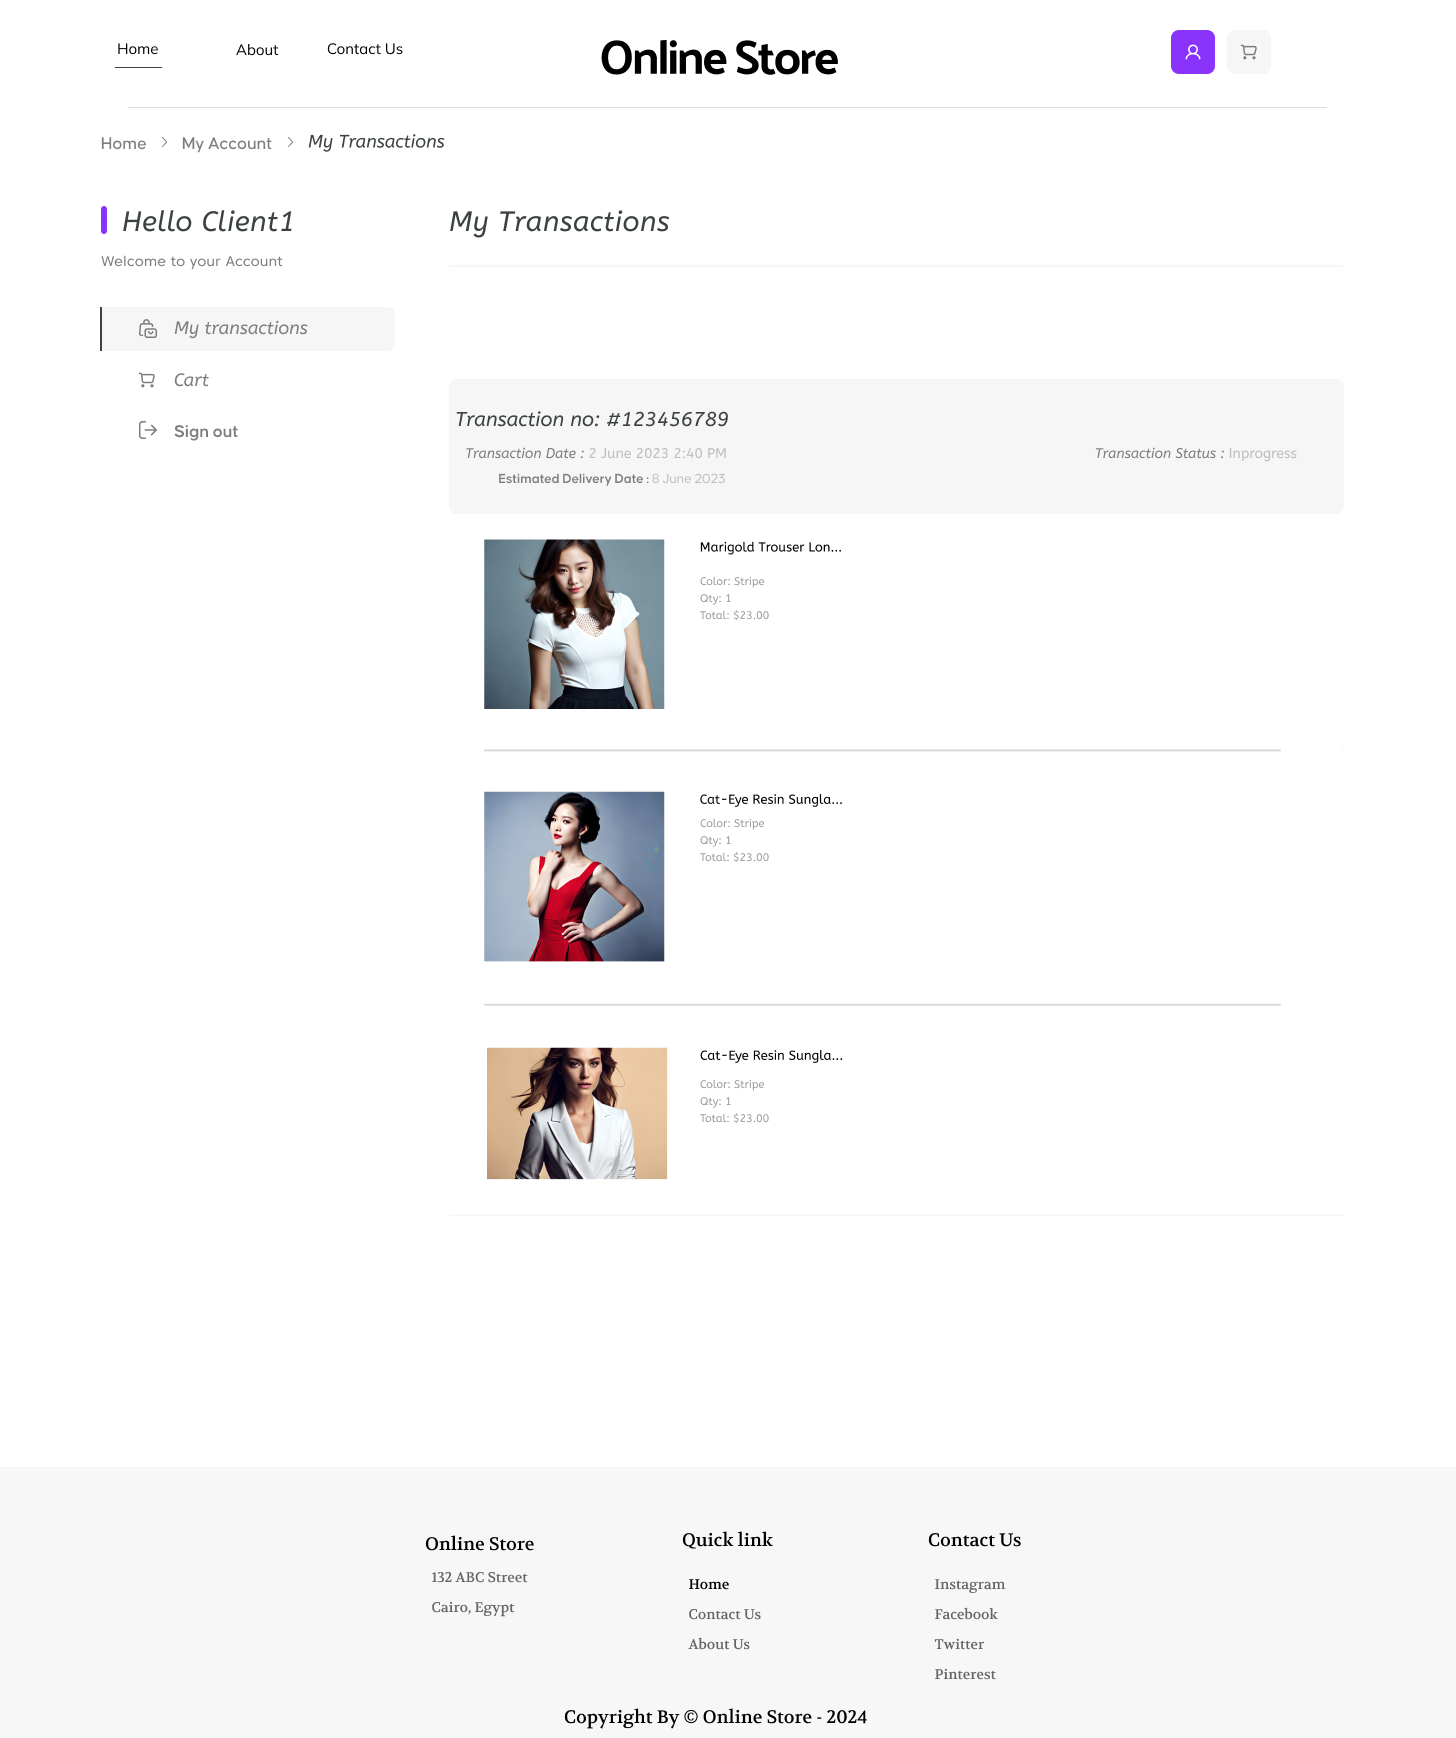 Home
About
Contact Us
Online Store
Home
My Account
My Transactions
Hello Client1
Welcome to your Account
My transactions
Cart
Sign out
My Transactions
Transaction no: #123456789
Transaction Date : 2 June 2023 2:40 PM
Transaction Status : Inprogress
Estimated Delivery Date : 8 June 2023
Marigold Trouser Lon...
Color: Stripe
Qty: 1
Total: $23.00
Cat-Eye Resin Sungla...
Color: Stripe
Qty: 1
Total: $23.00
Cat-Eye Resin Sungla...
Color: Stripe
Qty: 1
Total: $23.00
Online Store
132 ABC Street
Cairo, Egypt
Quick link
Home
Contact Us
About Us
Contact Us
Instagram
Facebook
Twitter
Pinterest
Copyright By © Online Store - 2024